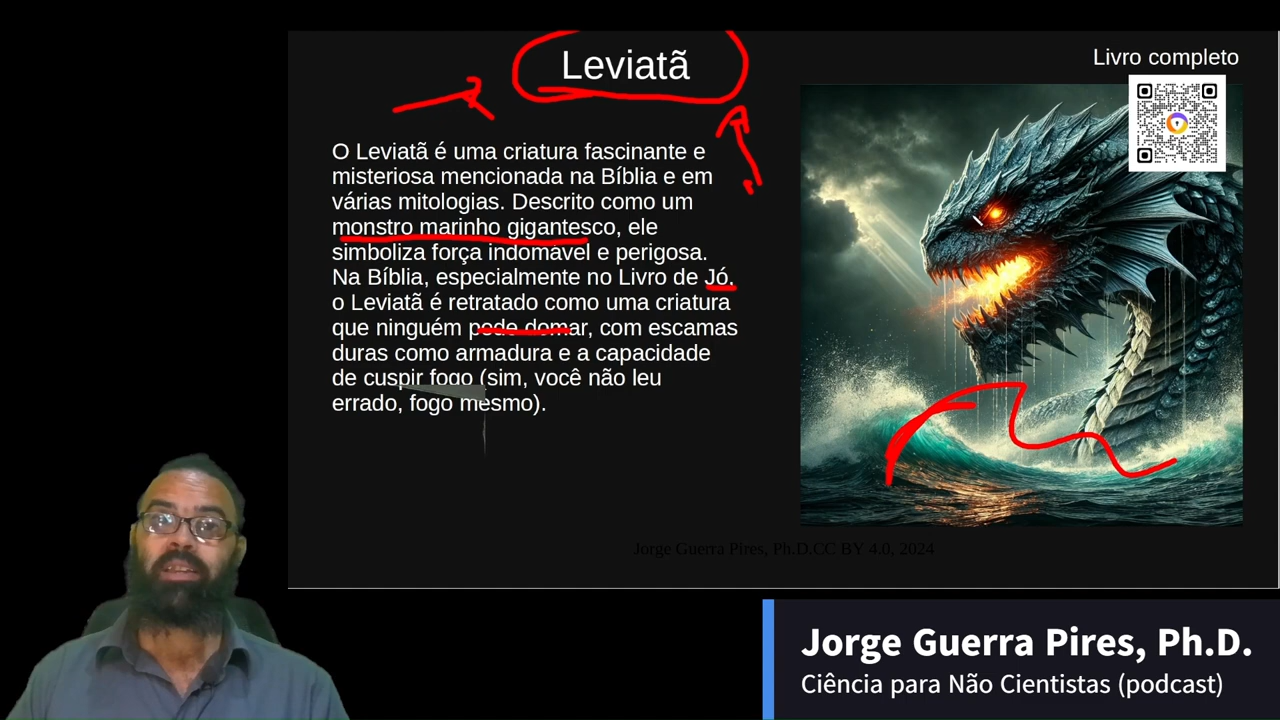 Leviatã
Livro completo
O Leviatã é uma criatura fascinante e
misteriosa mencionada na Bíblia e em
várias mitologias. Descrito como um
monstro marinho gigantesco, ele
simboliza força indomável e perigosa.
Na Bíblia, especialmente no Livro de Jó,
o Leviatã é retratado como uma criatura
que ninguém pode domar, com escamas
duras como armadura e a capacidade
de cuspir fogo (sim, você não leu
errado, fogo mesmo).
Jorge Guerra Pires, Ph.D.CC BY 4.0, 2024
Jorge Guerra Pires, Ph.D.
Ciência para Não Cientistas (podcast)